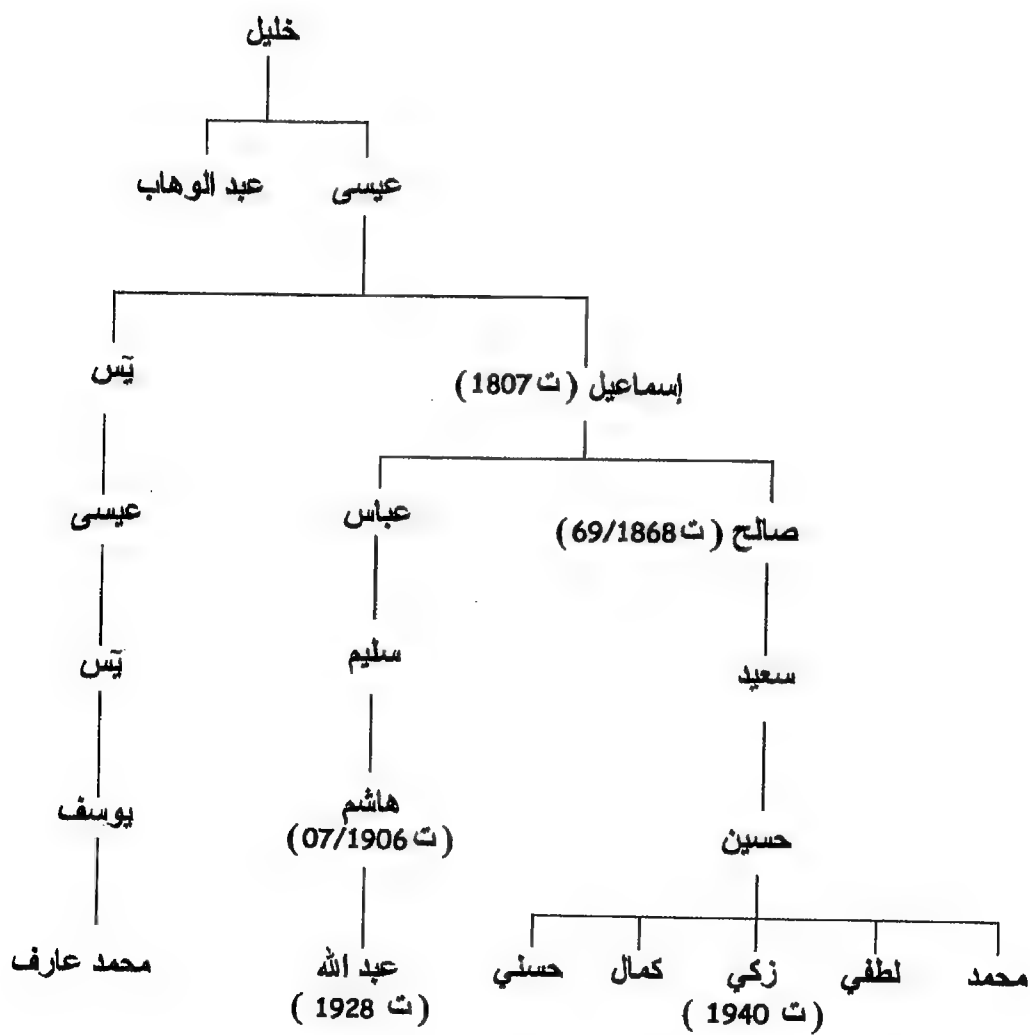 خليل
عيسى
عبد الوهاب
إسماعيل (ت 1807)
يٓس
صالح (ت 69/1868)
عباس
عيسى
سعيد
سليم
يٓس
حسين
هاشم
(ت 07/1906)
يوسف
محمد
لطفي
زكي
(ت 1940)
كمال
حسني
عبد الله
(ت 1928)
محمد عارف